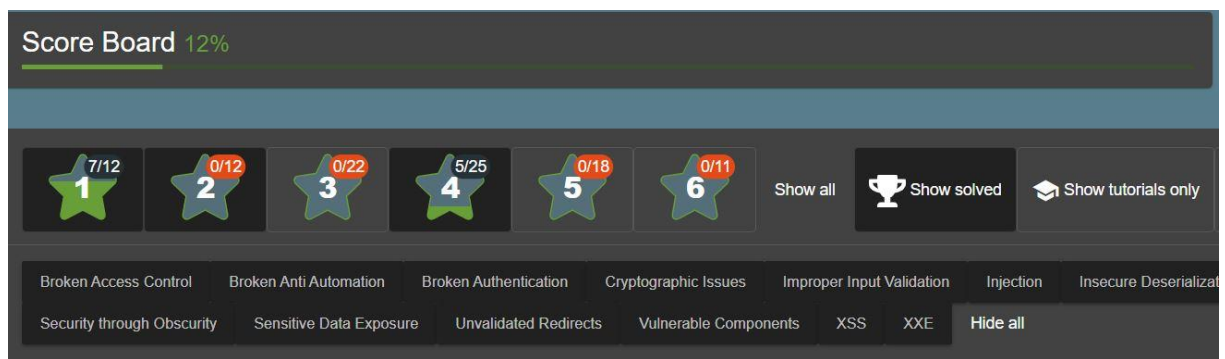 Score Board 12%
7/12 0/12 0/22 5/25 0/18 0/11
1 2 3 4 5 6 Show all Show solved Show tutorials only
Broken Access Control Broken Anti Automation Broken Authentication Cryptographic Issues Improper Input Validation Injection Insecure Deserializat
Security through Obscurity Sensitive Data Exposure Unvalidated Redirects Vulnerable Components XSS XXE Hide all